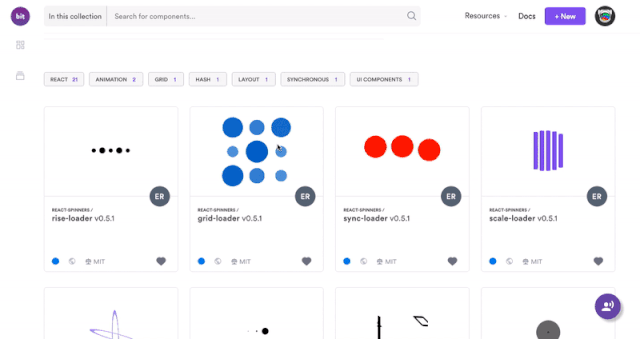 bit In this collection Search for components... Resources Docs + New
REACT 21 ANIMATION 2 GRID 1 HASH 1 LAYOUT 1 SYNCHRONOUS 1 UI COMPONENTS 1
ER ER ER ER
REACT-SPINNERS / REACT-SPINNERS / REACT-SPINNERS / REACT-SPINNERS /
rise-loader v0.5.1 grid-loader v0.5.1 sync-loader v0.5.1 scale-loader v0.5.1
MIT MIT MIT MIT